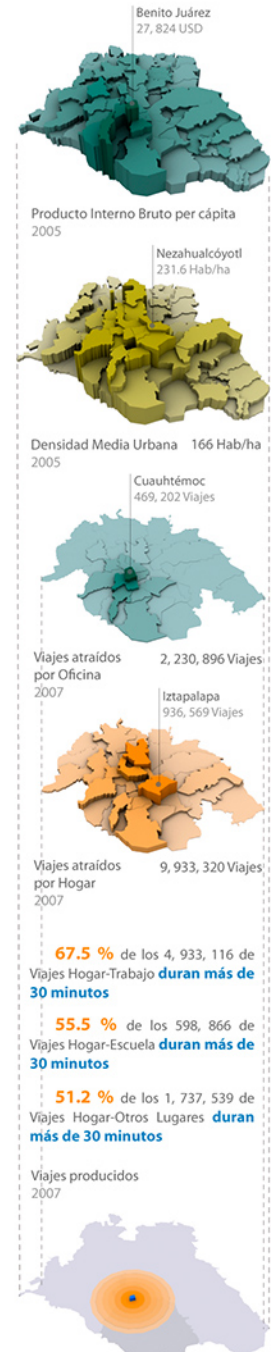 Benito Juárez
27, 824 USD
Producto Interno Bruto per cápita
2005
Nezahualcóyotl
231.6 Hab/ha
Densidad Media Urbana 166 Hab/ha
2005
Cuauhtémoc
469, 202 Viajes
Viajes atraídos 2, 230, 896 Viajes
por Oficina
2007
Iztapalapa
936, 569 Viajes
Viajes atraídos 9, 933, 320 Viajes
por Hogar
2007
67.5 % de los 4, 933, 116 de
Viajes Hogar-Trabajo duran más de
30 minutos
55.5 % de los 598, 866 de
Viajes Hogar-Escuela duran más de
30 minutos
51.2 % de los 1, 737, 539 de
Viajes Hogar-Otros Lugares duran
más de 30 minutos
Viajes producidos
2007